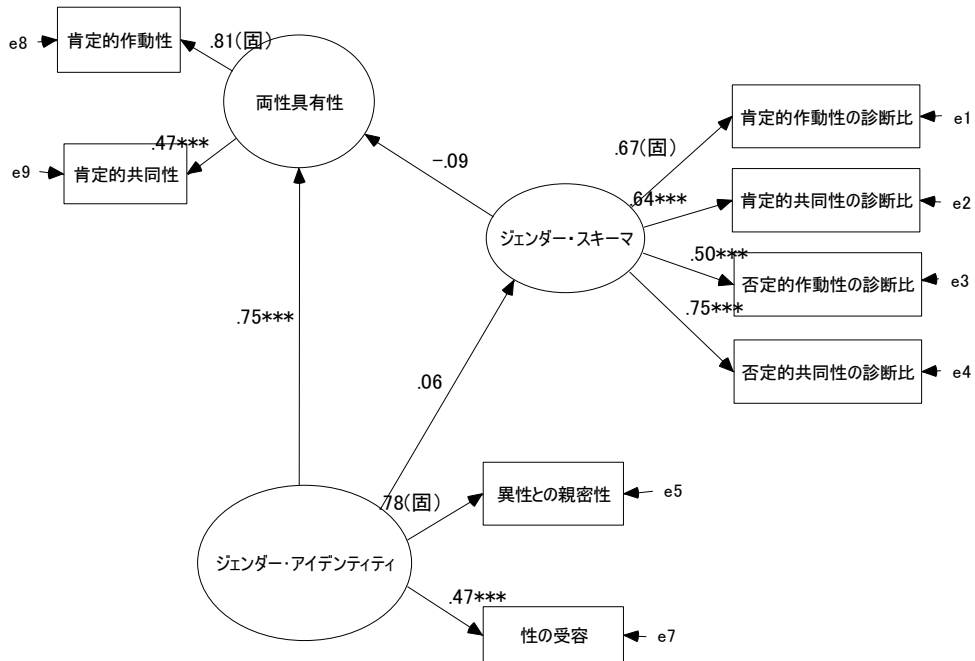 e8
肯定的作動性
.81(固)
両性具有性
.47***
e9
肯定的共同性
-.09
.67(固)
肯定的作動性の診断比
e1
.64***
肯定的共同性の診断比
e2
ジェンダー・スキーマ
.50***
否定的作動性の診断比
e3
.75***
否定的共同性の診断比
e4
.75***
.06
.78(固)
異性との親密性
e5
ジェンダー・アイデンティティ
.47***
性の受容
e7